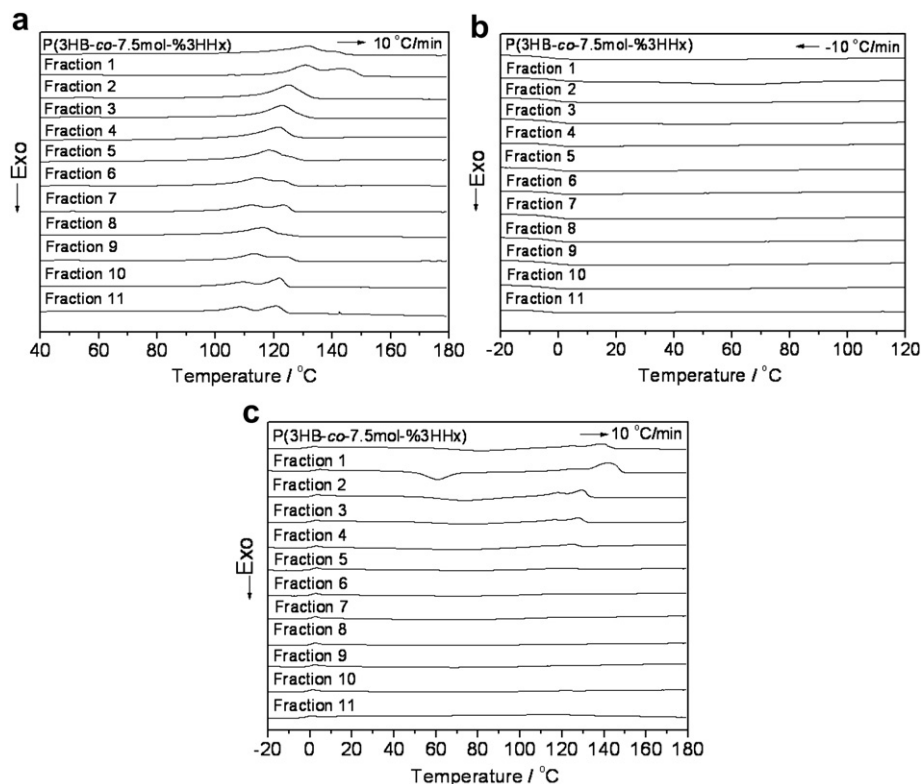 a
P(3HB-co-7.5mol-%3HHx)
10 °C/min
Fraction 1
Fraction 2
Fraction 3
Fraction 4
Fraction 5
Fraction 6
Fraction 7
Fraction 8
Fraction 9
Fraction 10
Fraction 11
Exo
40 60 80 100 120 140 160 180
Temperature / °C
b
P(3HB-co-7.5mol-%3HHx)
-10 °C/min
Fraction 1
Fraction 2
Fraction 3
Fraction 4
Fraction 5
Fraction 6
Fraction 7
Fraction 8
Fraction 9
Fraction 10
Fraction 11
Exo
-20 0 20 40 60 80 100 120
Temperature / °C
c
P(3HB-co-7.5mol-%3HHx)
10 °C/min
Fraction 1
Fraction 2
Fraction 3
Fraction 4
Fraction 5
Fraction 6
Fraction 7
Fraction 8
Fraction 9
Fraction 10
Fraction 11
Exo
-20 0 20 40 60 80 100 120 140 160 180
Temperature / °C